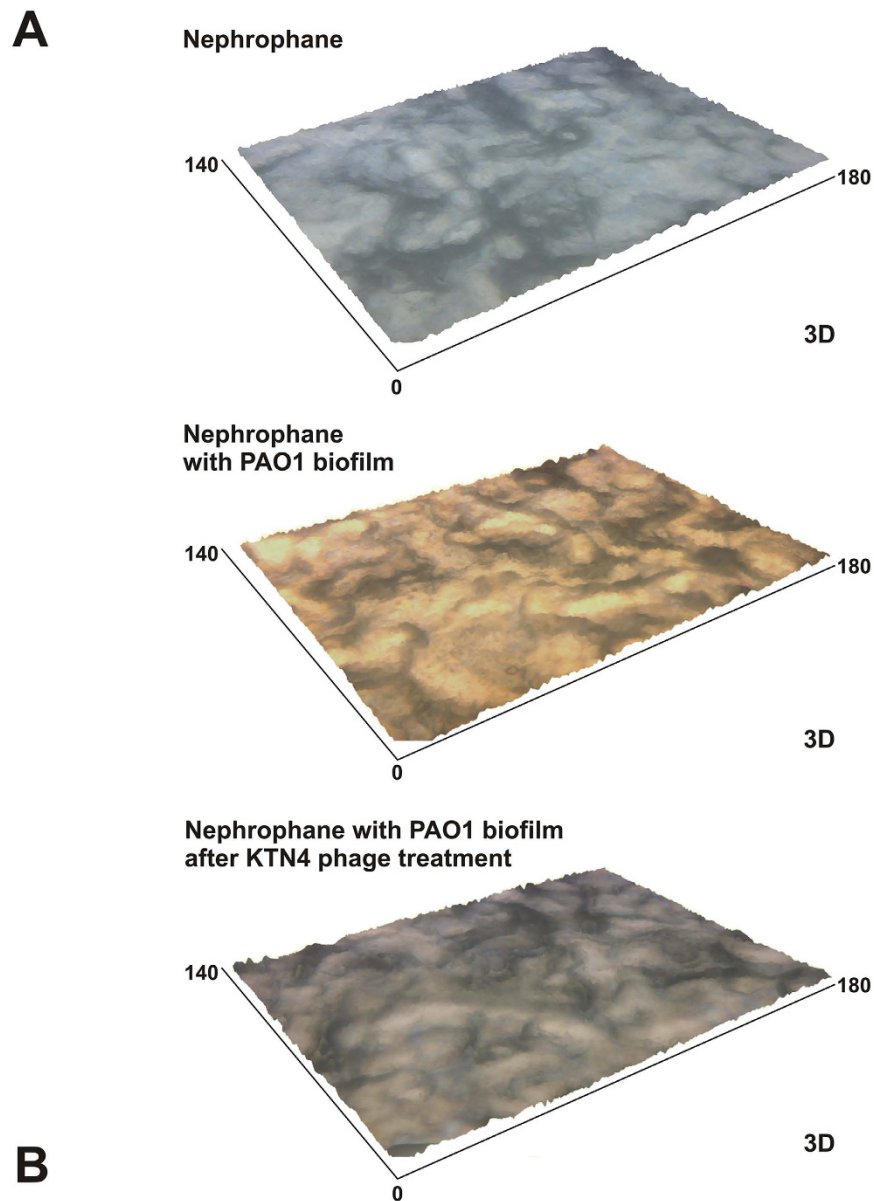 A
Nephrophane
140
180
3D
0
Nephrophane
with PAO1 biofilm
140
180
3D
0
Nephrophane with PAO1 biofilm
after KTN4 phage treatment
140
180
3D
B
0